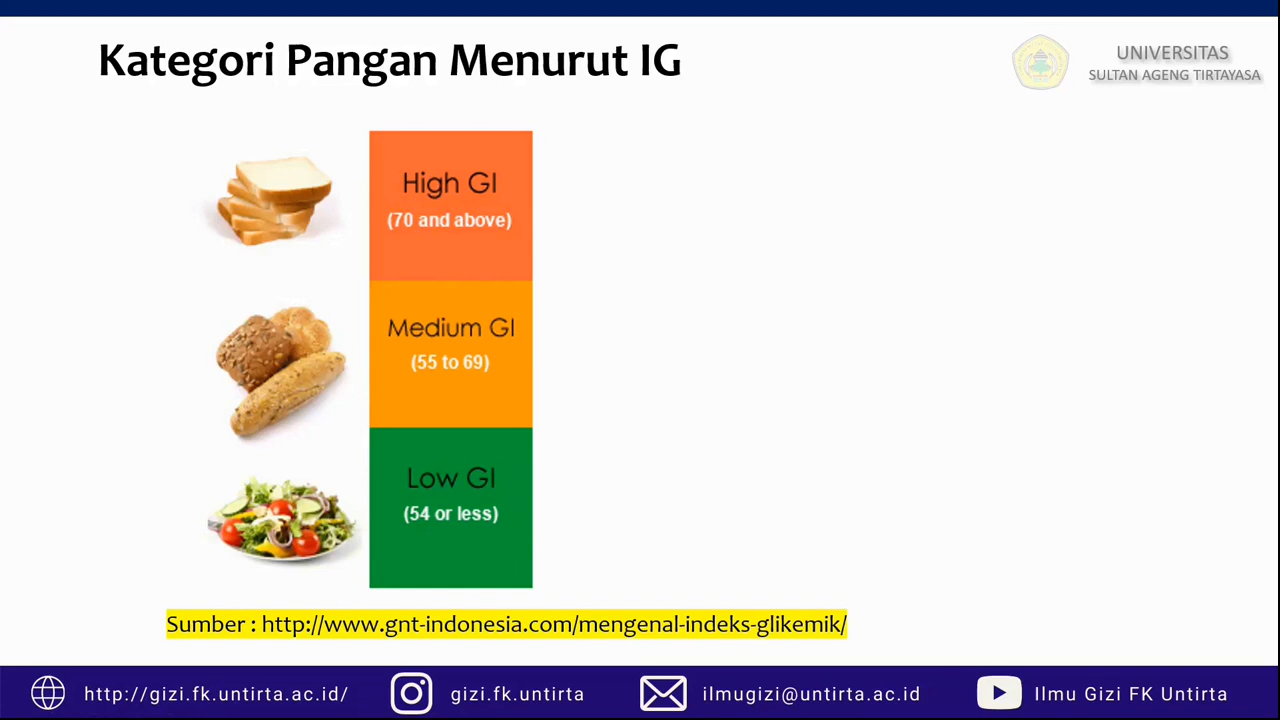 Kategori Pangan Menurut IG
UNIVERSITAS
SULTAN AGENG TIRTAYASA
High GI
(70 and above)
Medium GI
(55 to 69)
Low GI
(54 or less)
Sumber : http://www.gnt-indonesia.com/mengenal-indeks-glikemik/
http://gizi.fk.untirta.ac.id/
gizi.fk.untirta
ilmugizi@untirta.ac.id
Ilmu Gizi FK Untirta